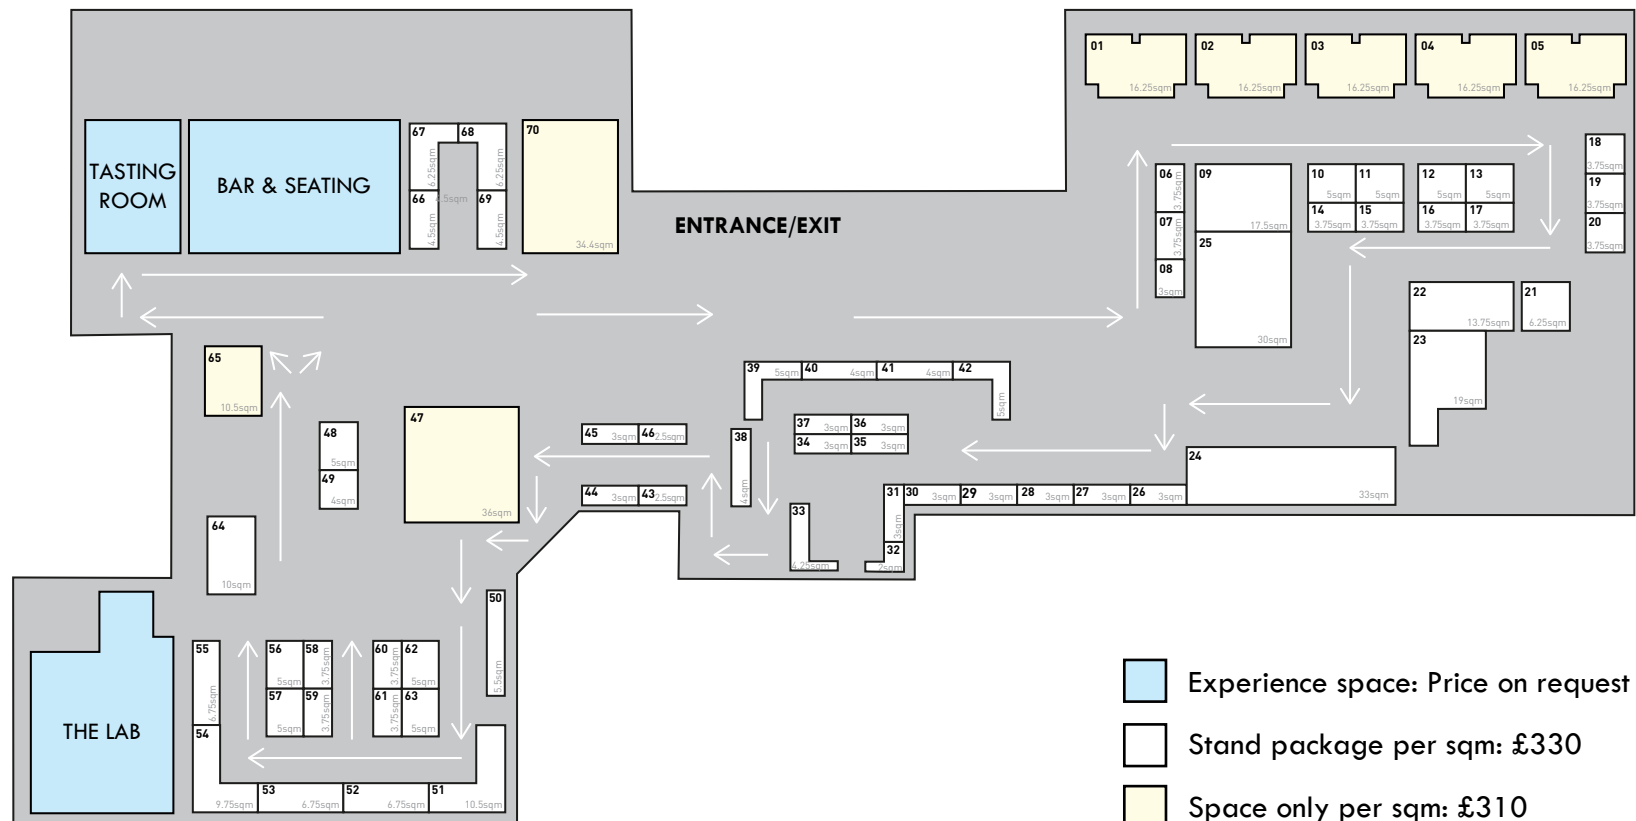 01
16.25sqm
02
16.25sqm
03
16.25sqm
04
16.25sqm
05
16.25sqm
TASTING
ROOM
BAR & SEATING
67
6.25sqm
68
6.25sqm
66
4.5sqm
4.5sqm
69
4.5sqm
70
34.4sqm
ENTRANCE/EXIT
06
3.75sqm
07
3.75sqm
08
3sqm
09
17.5sqm
25
30sqm
10
5sqm
11
5sqm
14
3.75sqm
15
3.75sqm
12
5sqm
13
5sqm
16
3.75sqm
17
3.75sqm
18
3.75sqm
19
3.75sqm
20
3.75sqm
22
13.75sqm
21
6.25sqm
23
19sqm
65
10.5sqm
47
36sqm
48
5sqm
49
4sqm
64
10sqm
39
5sqm
40
4sqm
41
4sqm
42
5sqm
37
3sqm
36
3sqm
34
3sqm
35
3sqm
38
4sqm
45
3sqm
46
2.5sqm
44
3sqm
43
2.5sqm
33
4.25sqm
31
3sqm
32
2sqm
30
3sqm
29
3sqm
28
3sqm
27
3sqm
26
3sqm
24
33sqm
50
5.5sqm
THE LAB
55
6.75sqm
54
9.75sqm
56
5sqm
58
3.75sqm
57
5sqm
59
3.75sqm
60
3.75sqm
62
5sqm
61
3.75sqm
63
5sqm
53
6.75sqm
52
6.75sqm
51
10.5sqm
Experience space: Price on request
Stand package per sqm: £330
Space only per sqm: £310